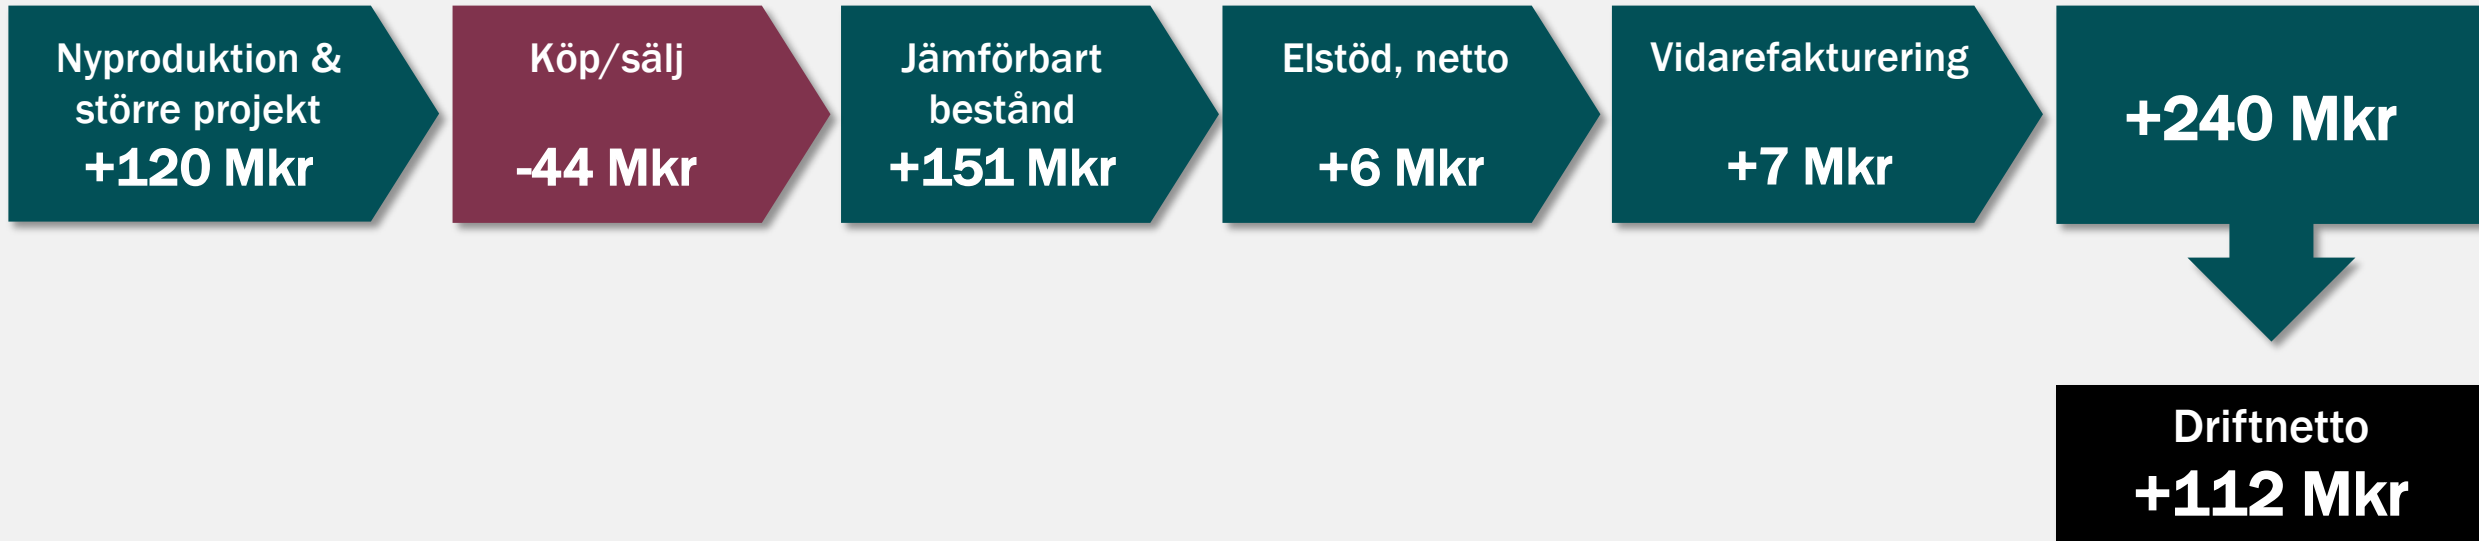 Nyproduktion &
större projekt
+120 Mkr
Köp/sälj
-44 Mkr
Jämförbart
bestånd
+151 Mkr
Elstöd, netto
+6 Mkr
Vidarefakturering
+7 Mkr
+240 Mkr
Driftnetto
+112 Mkr